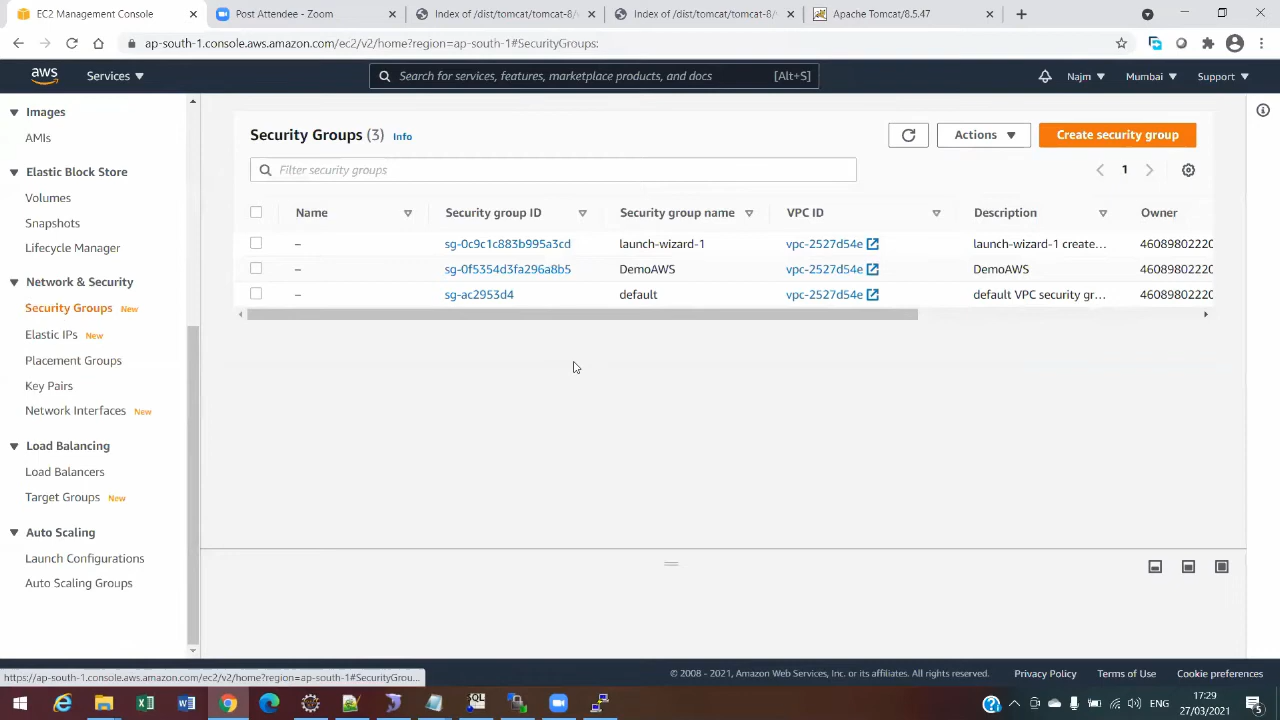 EC2 Management Console
Post Attendee - Zoom
Index of /dist/tomcat/tomcat-8/v
Index of /dist/tomcat/tomcat-8/v
Apache Tomcat/8.5.47
ap-south-1.console.aws.amazon.com/ec2/v2/home?region=ap-south-1#SecurityGroups:
aws
Services
Search for services, features, marketplace products, and docs
[Alt+S]
Najm
Mumbai
Support
Images
AMIs
Elastic Block Store
Volumes
Snapshots
Lifecycle Manager
Network & Security
Security Groups New
Elastic IPs New
Placement Groups
Key Pairs
Network Interfaces New
Load Balancing
Load Balancers
Target Groups New
Auto Scaling
Launch Configurations
Auto Scaling Groups
Security Groups (3) Info
Actions
Create security group
Filter security groups
1
Name Security group ID Security group name VPC ID Description Owner
– sg-0c9c1c883b995a3cd launch-wizard-1 vpc-2527d54e launch-wizard-1 create... 46089802220
– sg-0f5354d3fa296a8b5 DemoAWS vpc-2527d54e DemoAWS 46089802220
– sg-ac2953d4 default vpc-2527d54e default VPC security gr... 46089802220
https://ap-south-1.console.aws.amazon.com/ec2/v2/home?region=ap-south-1#SecurityGrou...
© 2008 - 2021, Amazon Web Services, Inc. or its affiliates. All rights reserved.
Privacy Policy
Terms of Use
Cookie preferences
ENG
17:29
27/03/2021